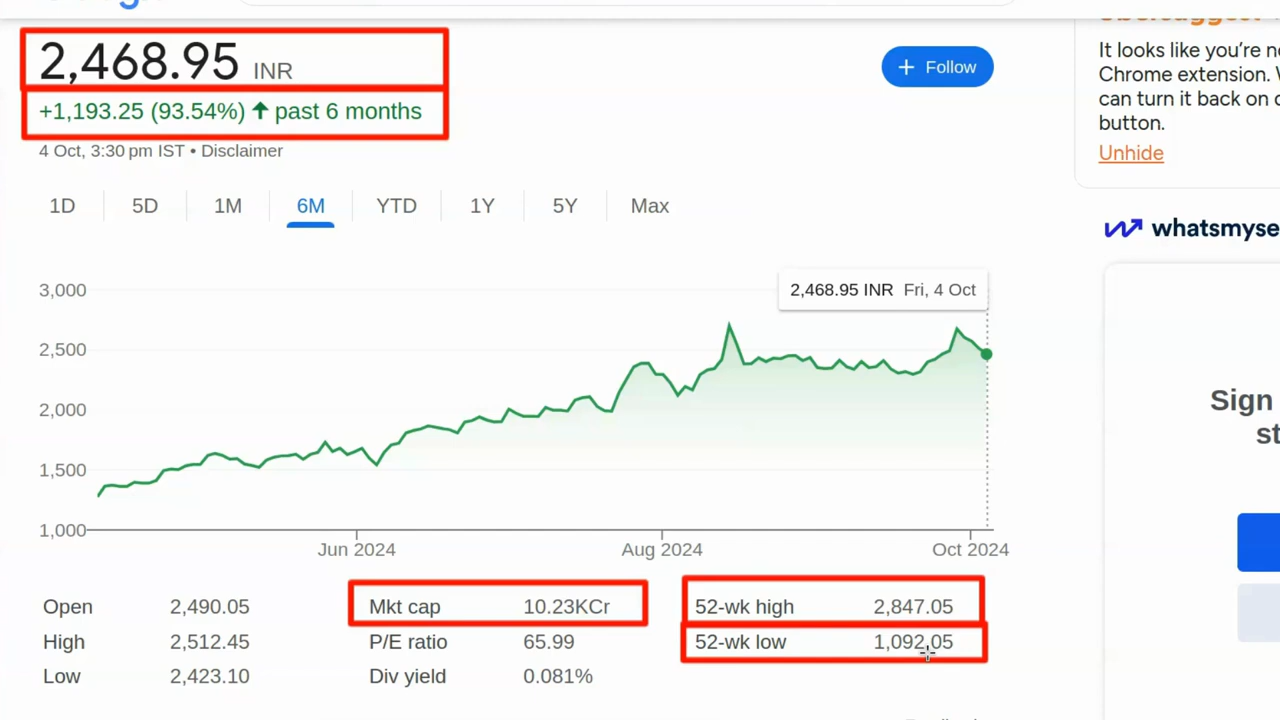 2,468.95 INR
+1,193.25 (93.54%) ↑ past 6 months
4 Oct, 3:30 pm IST • Disclaimer
+ Follow
1D 5D 1M 6M YTD 1Y 5Y Max
3,000
2,500
2,000
1,500
1,000
2,468.95 INR Fri, 4 Oct
Jun 2024 Aug 2024 Oct 2024
Open 2,490.05 Mkt cap 10.23KCr 52-wk high 2,847.05
High 2,512.45 P/E ratio 65.99 52-wk low 1,092.05
Low 2,423.10 Div yield 0.081%
It looks like you're
Chrome extension.
can turn it back on
button.
Unhide
whatsmyse
Sign
st